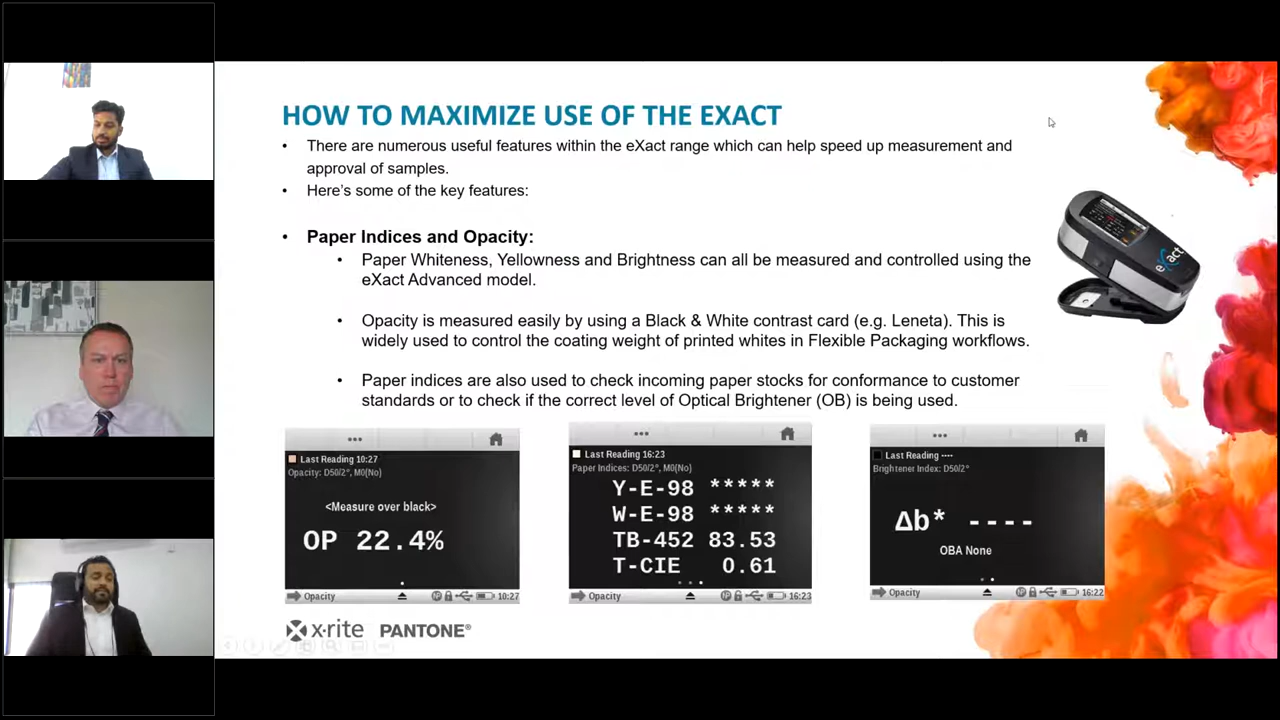 HOW TO MAXIMIZE USE OF THE EXACT
• There are numerous useful features within the eXact range which can help speed up measurement and
approval of samples.
• Here's some of the key features:
• Paper Indices and Opacity:
• Paper Whiteness, Yellowness and Brightness can all be measured and controlled using the
eXact Advanced model.
• Opacity is measured easily by using a Black & White contrast card (e.g. Leneta). This is
widely used to control the coating weight of printed whites in Flexible Packaging workflows.
• Paper indices are also used to check incoming paper stocks for conformance to customer
standards or to check if the correct level of Optical Brightener (OB) is being used.
eXact
Last Reading 10:27
Opacity: D50/2°, M0(No)
<Measure over black>
OP 22.4%
Opacity 10:27
Last Reading 16:23
Paper Indices: D50/2°, M0(No)
Y-E-98 *****
W-E-98 *****
TB-452 83.53
T-CIE 0.61
Opacity 16:23
Last Reading ----
Brightener Index: D50/2°
Δb* ----
OBA None
Opacity 16:22
x-rite PANTONE®